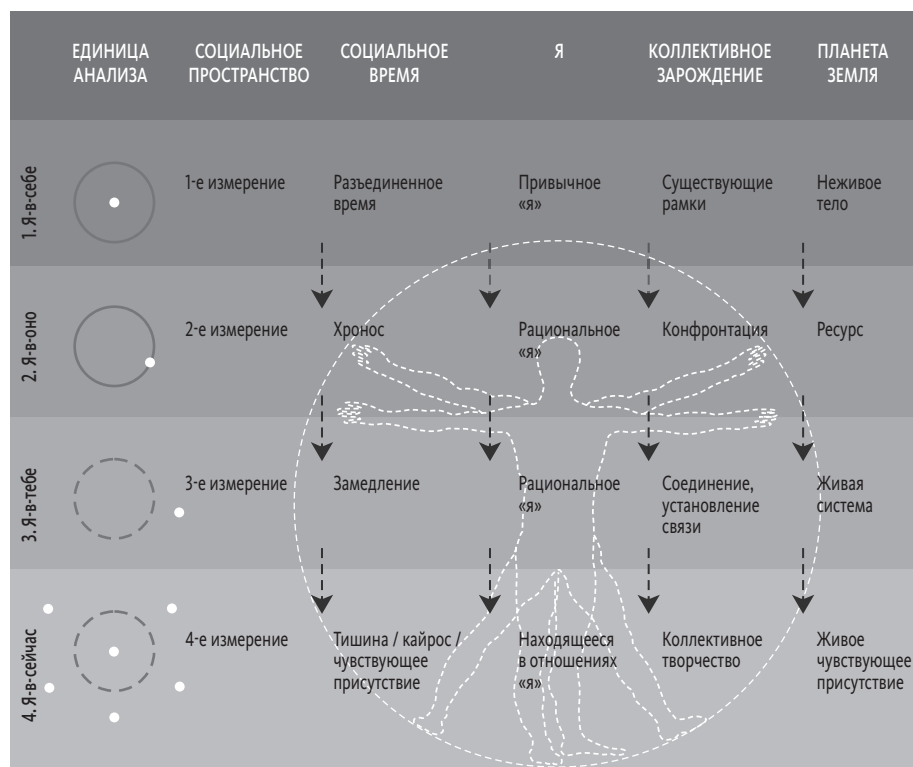 ЕДИНИЦА
АНАЛИЗА
СОЦИАЛЬНОЕ
ПРОСТРАНСТВО
СОЦИАЛЬНОЕ
ВРЕМЯ
Я
КОЛЛЕКТИВНОЕ
ЗАРОЖДЕНИЕ
ПЛАНЕТА
ЗЕМЛЯ
1. Я-в-себе
1-е измерение
Разъединенное
время
Привычное
«я»
Существующие
рамки
Неживое
тело
2. Я-в-оно
2-е измерение
Хронос
Рациональное
«я»
Конфронтация
Ресурс
3. Я-в-тебе
3-е измерение
Замедление
Рациональное
«я»
Соединение,
установление
связи
Живая
система
4. Я-в-сейчас
4-е измерение
Тишина / кайрос /
чувствующее
присутствие
Находящееся
в отношениях
«я»
Коллективное
творчество
Живое
чувствующее
присутствие